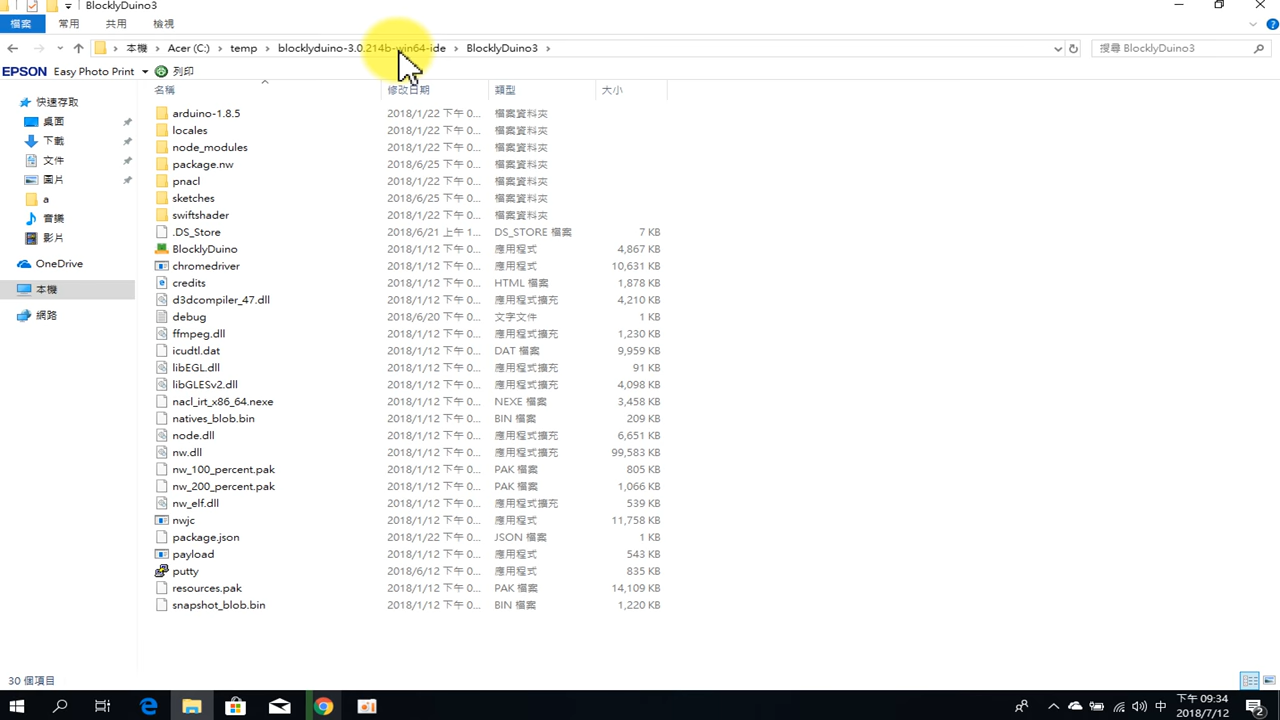 BlocklyDuino3
檔案 常用 共用 檢視
本機 Acer (C:) temp blocklyduino-3.0.214b-win64-ide BlocklyDuino3 搜尋 BlocklyDuino3
EPSON Easy Photo Print 列印
名稱 修改日期 類型 大小
快速存取
桌面
下載
文件
圖片
a
音樂
影片
OneDrive
本機
網路
arduino-1.8.5 2018/1/22 下午 0... 檔案資料夾
locales 2018/1/22 下午 0... 檔案資料夾
node_modules 2018/1/22 下午 0... 檔案資料夾
package.nw 2018/6/25 下午 0... 檔案資料夾
pnacl 2018/1/22 下午 0... 檔案資料夾
sketches 2018/6/25 下午 0... 檔案資料夾
swiftshader 2018/1/22 下午 0... 檔案資料夾
.DS_Store 2018/6/21 上午 1... DS_STORE 檔案 7 KB
BlocklyDuino 2018/1/12 下午 0... 應用程式 4,867 KB
chromedriver 2018/1/12 下午 0... 應用程式 10,631 KB
credits 2018/1/12 下午 0... HTML 檔案 1,878 KB
d3dcompiler_47.dll 2018/1/12 下午 0... 應用程式擴充 4,210 KB
debug 2018/6/20 下午 0... 文字文件 1 KB
ffmpeg.dll 2018/1/12 下午 0... 應用程式擴充 1,230 KB
icudtl.dat 2018/1/12 下午 0... DAT 檔案 9,959 KB
libEGL.dll 2018/1/12 下午 0... 應用程式擴充 91 KB
libGLESv2.dll 2018/1/12 下午 0... 應用程式擴充 4,098 KB
nacl_irt_x86_64.nexe 2018/1/12 下午 0... NEXE 檔案 3,458 KB
natives_blob.bin 2018/1/12 下午 0... BIN 檔案 209 KB
node.dll 2018/1/12 下午 0... 應用程式擴充 6,651 KB
nw.dll 2018/1/12 下午 0... 應用程式擴充 99,583 KB
nw_100_percent.pak 2018/1/12 下午 0... PAK 檔案 805 KB
nw_200_percent.pak 2018/1/12 下午 0... PAK 檔案 1,066 KB
nw_elf.dll 2018/1/12 下午 0... 應用程式擴充 539 KB
nwjc 2018/1/12 下午 0... 應用程式 11,758 KB
package.json 2018/1/22 下午 0... JSON 檔案 1 KB
payload 2018/1/12 下午 0... 應用程式 543 KB
putty 2018/6/12 下午 0... 應用程式 835 KB
resources.pak 2018/1/12 下午 0... PAK 檔案 14,109 KB
snapshot_blob.bin 2018/1/12 下午 0... BIN 檔案 1,220 KB
30 個項目
中
下午 09:34
2018/7/12
2